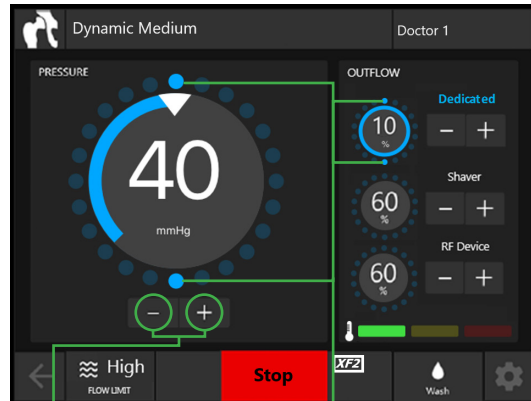 Dynamic Medium
Doctor 1
PRESSURE
40
mmHg
−
+
OUTFLOW
Dedicated
10
%
−
+
Shaver
60
%
−
+
RF Device
60
%
−
+
High
FLOW LIMIT
Stop
XF2
Wash